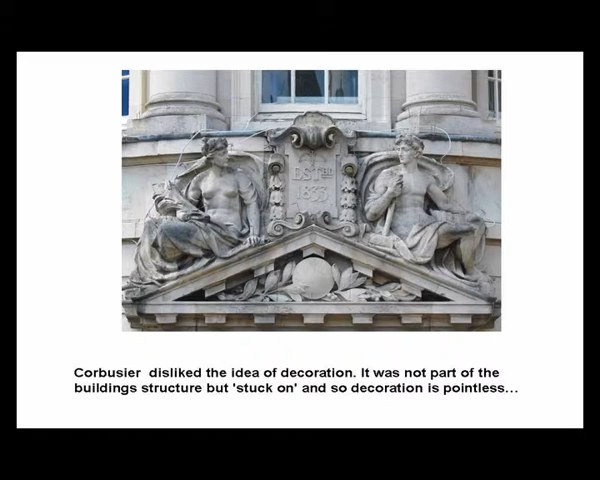 1833
Corbusier disliked the idea of decoration. It was not part of the
buildings structure but 'stuck on' and so decoration is pointless…